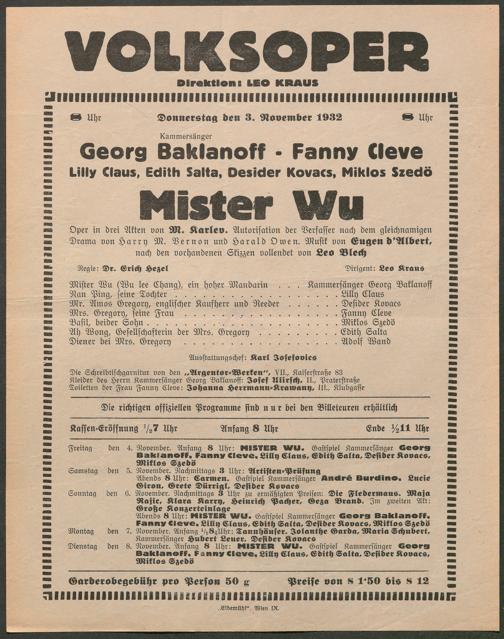 VOLKSOPER
Direktion: LEO KRAUS
8 Uhr Donnerstag den 3. November 1932 8 Uhr
Kammersänger
Georg Baklanoff - Fanny Cleve
Lilly Claus, Edith Salta, Desider Kovacs, Miklos Szedö
Mister Wu
Oper in drei Akten von M. Karlev. Autorisation der Verfasser nach dem gleichnamigen
Drama von Harry M. Vernon und Harald Owen. Musik von Eugen d'Albert,
nach den vorhandenen Skizzen vollendet von Leo Blech
Regie: Dr. Erich Hezel Dirigent: Leo Kraus
Mister Wu (Wu lee Chang), ein hoher Mandarin . . . . Kammersänger Georg Baklanoff
Nan Ping, seine Tochter . . . . Lilly Claus
Mr. Amos Gregory, englischer Kaufherr und Reeder . . . . Desider Kovacs
Mrs. Gregory, seine Frau . . . . Fanny Cleve
Basil, beider Sohn . . . . Miklos Szedö
Ah Wong, Gesellschafterin der Mrs. Gregory . . . . Edith Salta
Diener bei Mrs. Gregory . . . . Adolf Wand
Ausstattungschef: Karl Josefovics
Die Schreibtischgarnitur von den „Argentor-Werken", VII., Kaiserstraße 83
Kleider des Herrn Kammersänger Georg Baklanoff: Josef Ulirsch, II., Praterstraße
Toiletten der Frau Fanny Cleve: Johanna Herrmann-Krawany, III., Kludgasse
Die richtigen offiziellen Programme sind nur bei den Billeteuren erhältlich
Kassen-Eröffnung 1/27 Uhr Anfang 8 Uhr Ende 1/211 Uhr
Freitag den 4. November. Anfang 8 Uhr: MISTER WU. Gastspiel Kammersänger Georg
Baklanoff, Fanny Cleve, Lilly Claus, Edith Salta, Desider Kovacs,
Miklos Szedö
Samstag den 5. November. Nachmittags 3 Uhr: Artisten-Prüfung
Abends 8 Uhr: Carmen. Gastspiel Kammersänger André Burdino. Lucie
Giron, Grete Dürrigl, Desider Kovacs
Sonntag den 6. November. Nachmittags 3 Uhr zu ermäßigten Preisen: Die Fledermaus. Maja
Majic, Klara Karry, Heinrich Pacher, Geza Brand. Im zweiten Akt:
Große Konzerteinlage
Abends 8 Uhr: MISTER WU. Gastspiel Kammersänger Georg Baklanoff,
Fanny Cleve, Lilly Claus, Edith Salta, Desider Kovacs, Miklos Szedö
Montag den 7. November. Anfang 1/28 Uhr: Tannhäuser. Jolanthe Garda, Maria Schubert,
Kammersänger Hubert Leuer, Desider Kovacs
Dienstag den 8. November. Anfang 8 Uhr: MISTER WU. Gastspiel Kammersänger Georg
Baklanoff, Fanny Cleve, Lilly Claus, Edith Salta, Desider Kovacs,
Miklos Szedö
Garderobegebühr pro Person 50 g Preise von S 1·50 bis S 12
„Elbemühl", Wien IX.